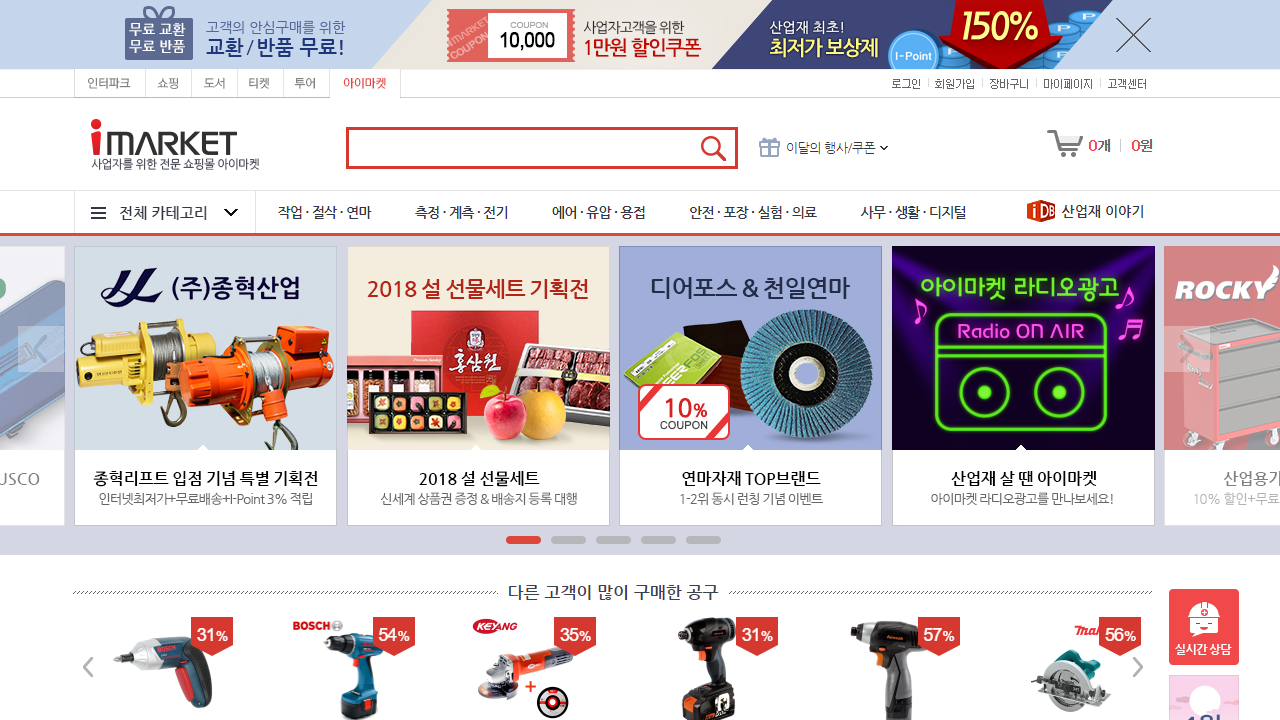 무료 교환
무료 반품
고객의 안심구매를 위한
교환 / 반품 무료!
IMARKET COUPON
COUPON
10,000
사업자고객을 위한
1만원 할인쿠폰
산업재 최초!
최저가 보상제
I-Point
150%
인터파크
쇼핑
도서
티켓
투어
아이마켓
로그인
회원가입
장바구니
마이페이지
고객센터
iMARKET
사업자를 위한 전문 쇼핑몰 아이마켓
이달의 행사/쿠폰
0개
0원
전체 카테고리
작업 · 절삭 · 연마
측정 · 계측 · 전기
에어 · 유압 · 용접
안전 · 포장 · 실험 · 의료
사무 · 생활 · 디지털
iDB 산업재 이야기
(주)종혁산업
2018 설 선물세트 기획전
홍삼원
디어포스 & 천일연마
10%
COUPON
아이마켓 라디오광고
Radio ON AIR
ROCKY
USCO
종혁리프트 입점 기념 특별 기획전
인터넷최저가+무료배송+I-Point 3% 적립
2018 설 선물세트
신세계 상품권 증정 & 배송지 등록 대행
연마자재 TOP브랜드
1-2위 동시 런칭 기념 이벤트
산업재 살 땐 아이마켓
아이마켓 라디오광고를 만나보세요!
산업용기
10% 할인+무료
다른 고객이 많이 구매한 공구
31%
BOSCH
54%
KEYANG
35%
31%
57%
56%
실시간 상담